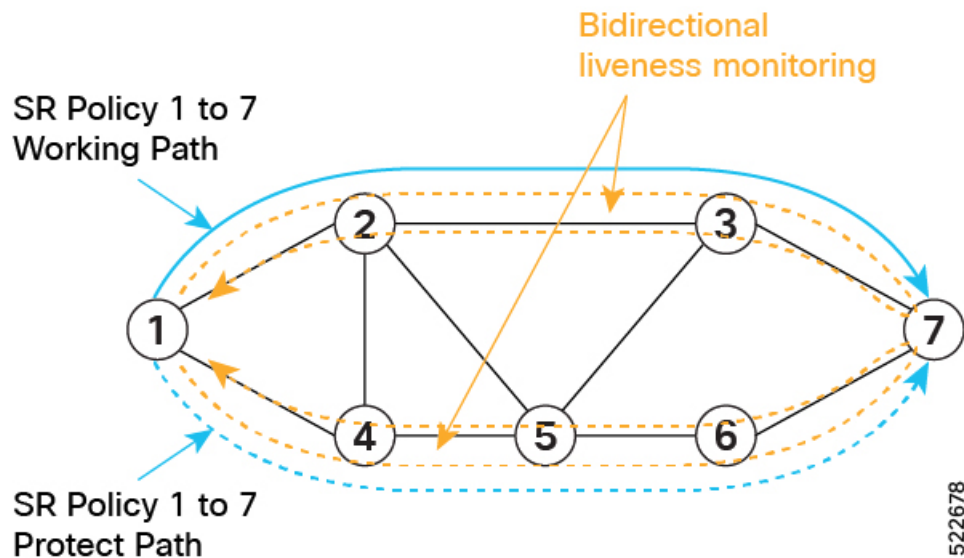 Bidirectional
liveness monitoring
SR Policy 1 to 7
Working Path
2
3
1
7
4
5
6
SR Policy 1 to 7
Protect Path
522678